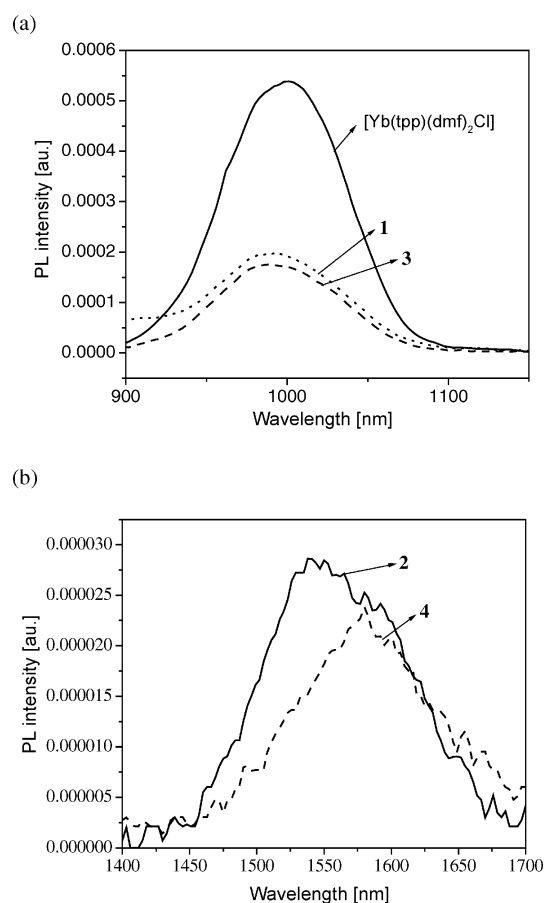 (a)
0.0006
0.0005
0.0004
0.0003
0.0002
0.0001
0.0000
PL intensity [au.]
[Yb(tpp)(dmf)₂Cl]
1
3
900 1000 1100
Wavelength [nm]
(b)
0.000030
0.000025
0.000020
0.000015
0.000010
0.000005
0.000000
PL intensity [au.]
2
4
1400 1450 1500 1550 1600 1650 1700
Wavelength [nm]